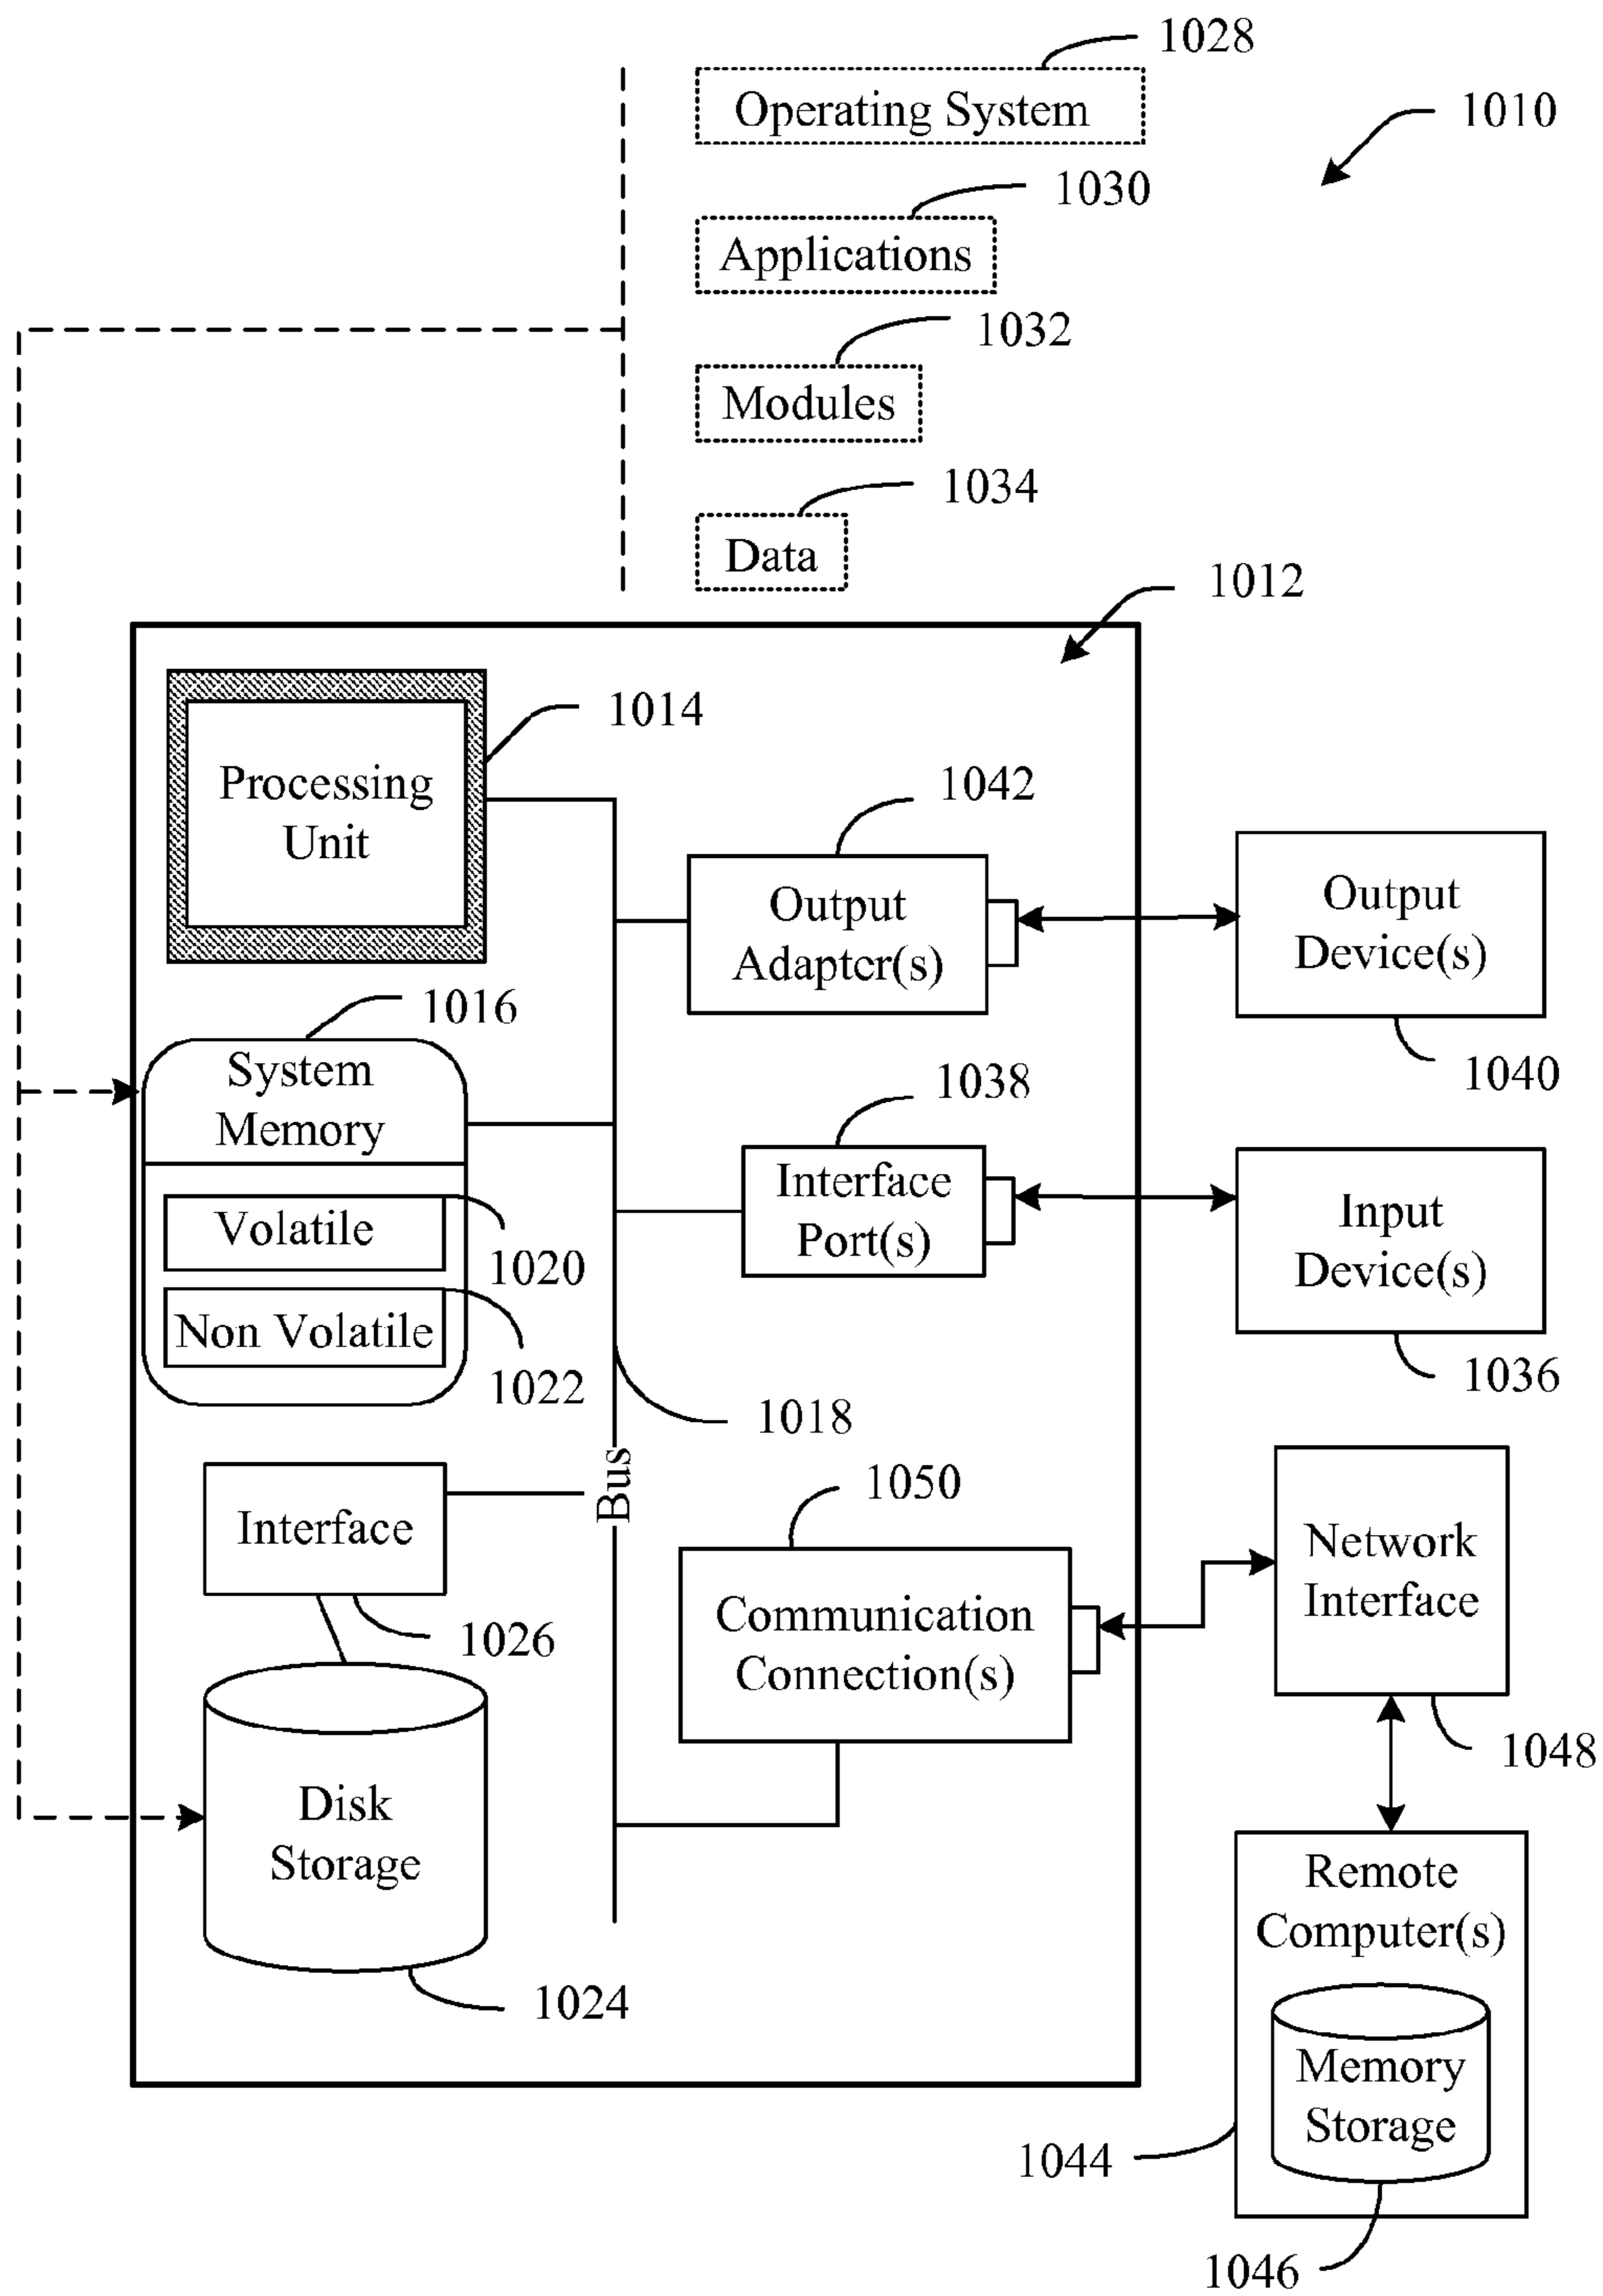 1028
Operating System
1010
1030
Applications
1032
Modules
1034
Data
1012
1014
Processing
Unit
1042
Output
Adapter(s)
Output
Device(s)
1040
1016
System
Memory
1038
Interface
Port(s)
Input
Device(s)
1036
Volatile
1020
Non Volatile
1022
1018
Bus
1050
Interface
1026
Communication
Connection(s)
Network
Interface
1048
Disk
Storage
1024
Remote
Computer(s)
Memory
Storage
1044
1046